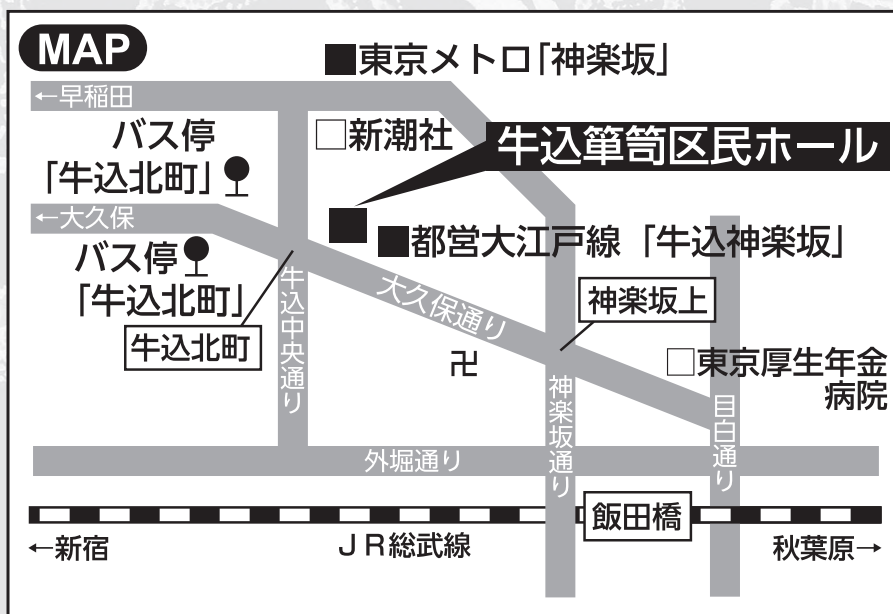 MAP
■東京メトロ「神楽坂」
←早稲田
バス停
「牛込北町」
□新潮社
牛込箪笥区民ホール
←大久保
■都営大江戸線「牛込神楽坂」
バス停
「牛込北町」
牛込北町
牛込中央通り
大久保通り
神楽坂上
卍
□東京厚生年金
病院
神楽坂通り
目白通り
外堀通り
飯田橋
←新宿
JR総武線
秋葉原→